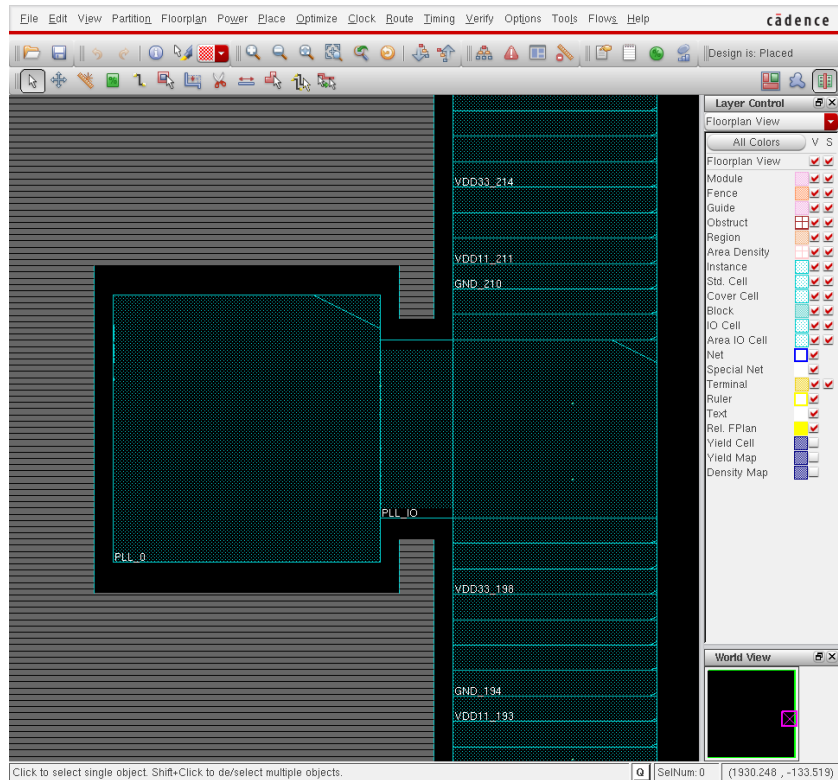 File Edit View Partition Floorplan Power Place Optimize Clock Route Timing Verify Options Tools Flows Help cādence
Design is: Placed
Layer Control
Floorplan View
All Colors V S
Floorplan View
Module
Fence
Guide
Obstruct
Region
Area Density
Instance
Std. Cell
Cover Cell
Block
IO Cell
Area IO Cell
Net
Special Net
Terminal
Ruler
Text
Rel. FPlan
Yield Cell
Yield Map
Density Map
VDD33_214
VDD11_211
GND_210
PLL_IO
PLL_0
VDD33_198
GND_194
VDD11_193
World View
Click to select single object. Shift+Click to de/select multiple objects. Q SelNum: 0 (1930.248 , -133.519)